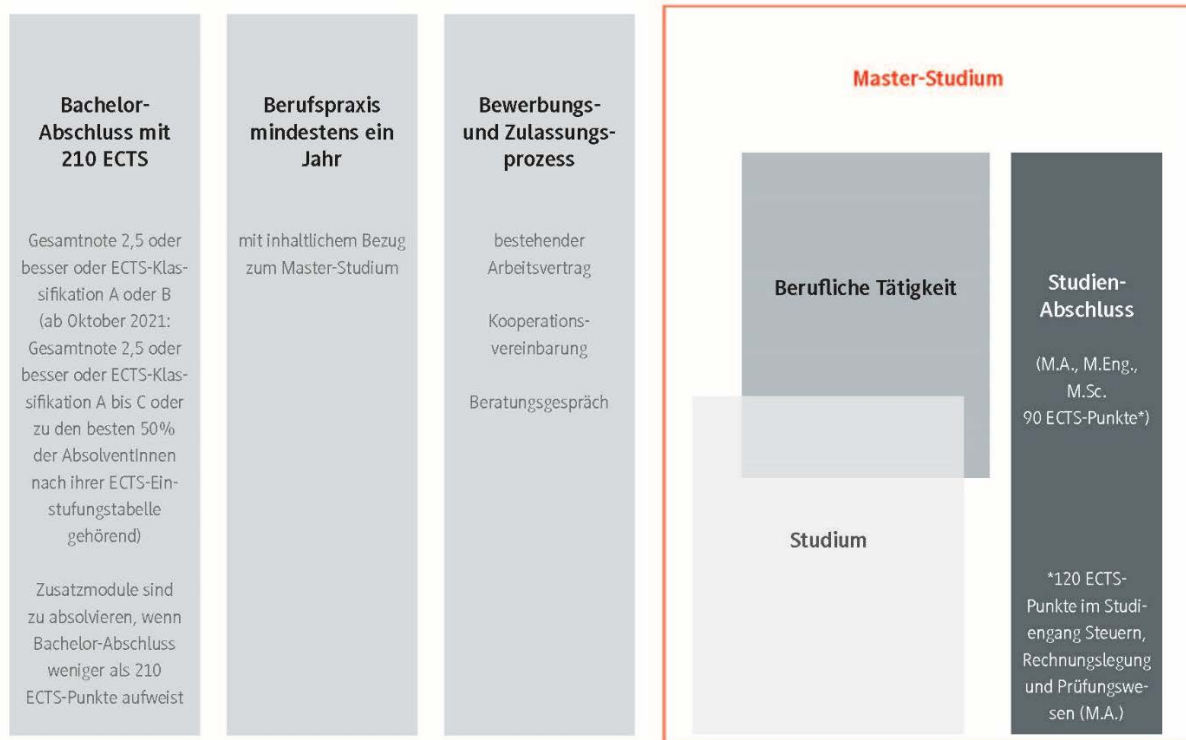 Bachelor-
Abschluss mit
210 ECTS
Gesamtnote 2,5 oder
besser oder ECTS-Klas-
sifikation A oder B
(ab Oktober 2021:
Gesamtnote 2,5 oder
besser oder ECTS-Klas-
sifikation A bis C oder
zu den besten 50%
der AbsolventInnen
nach ihrer ECTS-Ein-
stufungstabelle
gehörend)
Zusatzmodule sind
zu absolvieren, wenn
Bachelor-Abschluss
weniger als 210
ECTS-Punkte aufweist
Berufspraxis
mindestens ein
Jahr
mit inhaltlichem Bezug
zum Master-Studium
Bewerbungs-
und Zulassungs-
prozess
bestehender
Arbeitsvertrag
Kooperations-
vereinbarung
Beratungsgespräch
Master-Studium
Berufliche Tätigkeit
Studium
Studien-
Abschluss
(M.A., M.Eng.,
M.Sc.
90 ECTS-Punkte*)
*120 ECTS-
Punkte im Studi-
engang Steuern,
Rechnungslegung
und Prüfungswe-
sen (M.A.)